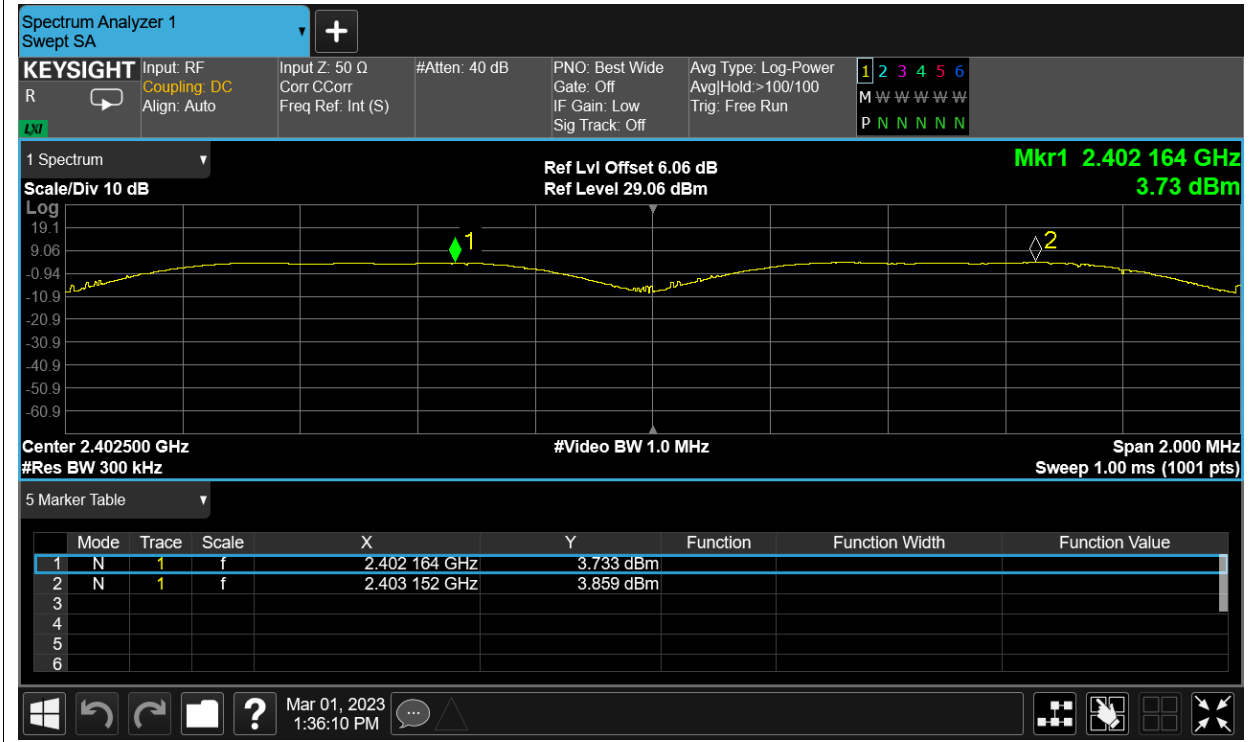 Spectrum Analyzer 1
Swept SA
KEYSIGHT Input: RF Input Z: 50 Ω #Atten: 40 dB PNO: Best Wide Avg Type: Log-Power 1 2 3 4 5 6
R Coupling: DC Corr CCorr Gate: Off Avg|Hold:>100/100 M W W W W W
Align: Auto Freq Ref: Int (S) IF Gain: Low Trig: Free Run
LXI Sig Track: Off P N N N N N
1 Spectrum Ref Lvl Offset 6.06 dB Mkr1 2.402 164 GHz
Scale/Div 10 dB Ref Level 29.06 dBm 3.73 dBm
Log
19.1
9.06 1 2
-0.94
-10.9
-20.9
-30.9
-40.9
-50.9
-60.9
Center 2.402500 GHz #Video BW 1.0 MHz Span 2.000 MHz
#Res BW 300 kHz Sweep 1.00 ms (1001 pts)
5 Marker Table
Mode Trace Scale X Y Function Function Width Function Value
1 N 1 f 2.402 164 GHz 3.733 dBm
2 N 1 f 2.403 152 GHz 3.859 dBm
3
4
5
6
? Mar 01, 2023
1:36:10 PM